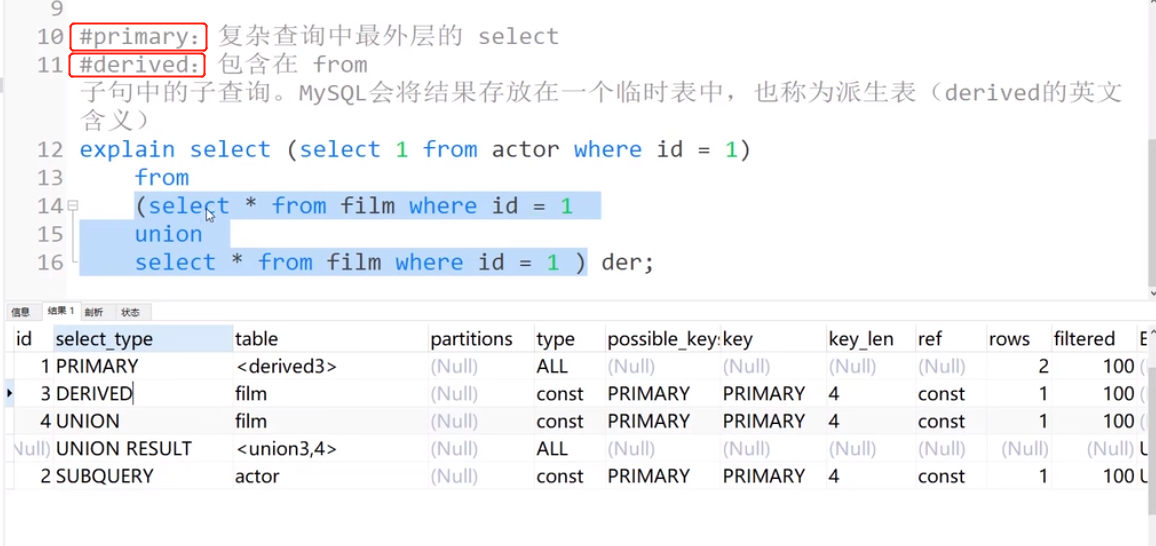 9
10 #primary：复杂查询中最外层的 select
11 #derived：包含在 from
子句中的子查询。MySQL会将结果存放在一个临时表中，也称为派生表（derived的英文
含义）
12 explain select (select 1 from actor where id = 1)
13 from
14 (select * from film where id = 1
15 union
16 select * from film where id = 1 ) der;
信息 结果 1 剖析 状态
id select_type table partitions type possible_keys key key_len ref rows filtered E
1 PRIMARY <derived3> (Null) ALL (Null) (Null) (Null) (Null) 2 100 (
3 DERIVED film (Null) const PRIMARY PRIMARY 4 const 1 100 (
4 UNION film (Null) const PRIMARY PRIMARY 4 const 1 100 (
(Null) UNION RESULT <union3,4> (Null) ALL (Null) (Null) (Null) (Null) (Null) (Null) U
2 SUBQUERY actor (Null) const PRIMARY PRIMARY 4 const 1 100 U